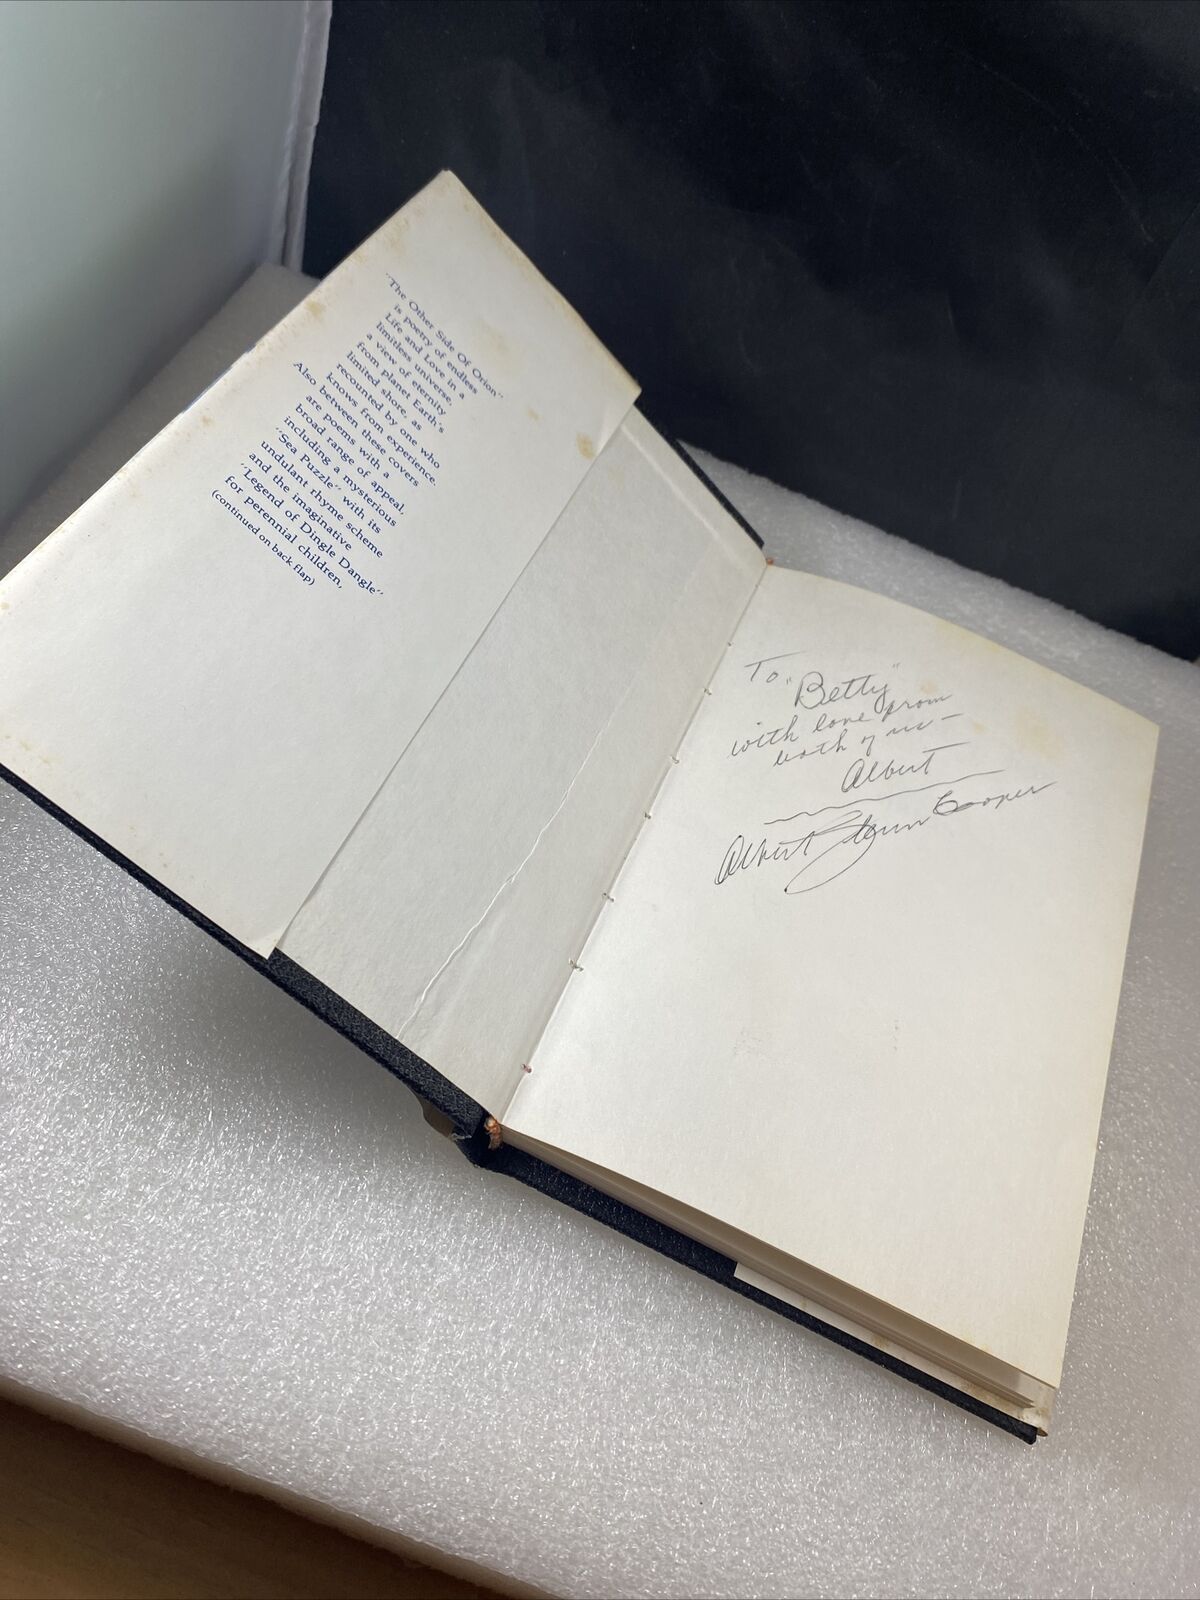 "The Other Side Of Orion"
is poetry of endless
Life and Love in a
limitless universe,
a view of eternity
from planet Earth's
limited shore, as
recounted by one who
knows from experience.
Also between these covers
are poems with a
broad range of appeal,
including a mysterious
"Sea Puzzle" with its
undulant rhyme scheme
and the imaginative
"Legend of Dingle Dangle"
for perennial children,
(continued on back flap)
To "Betty"
with love from
both of us —
Albert
Albert Glenn Cooper